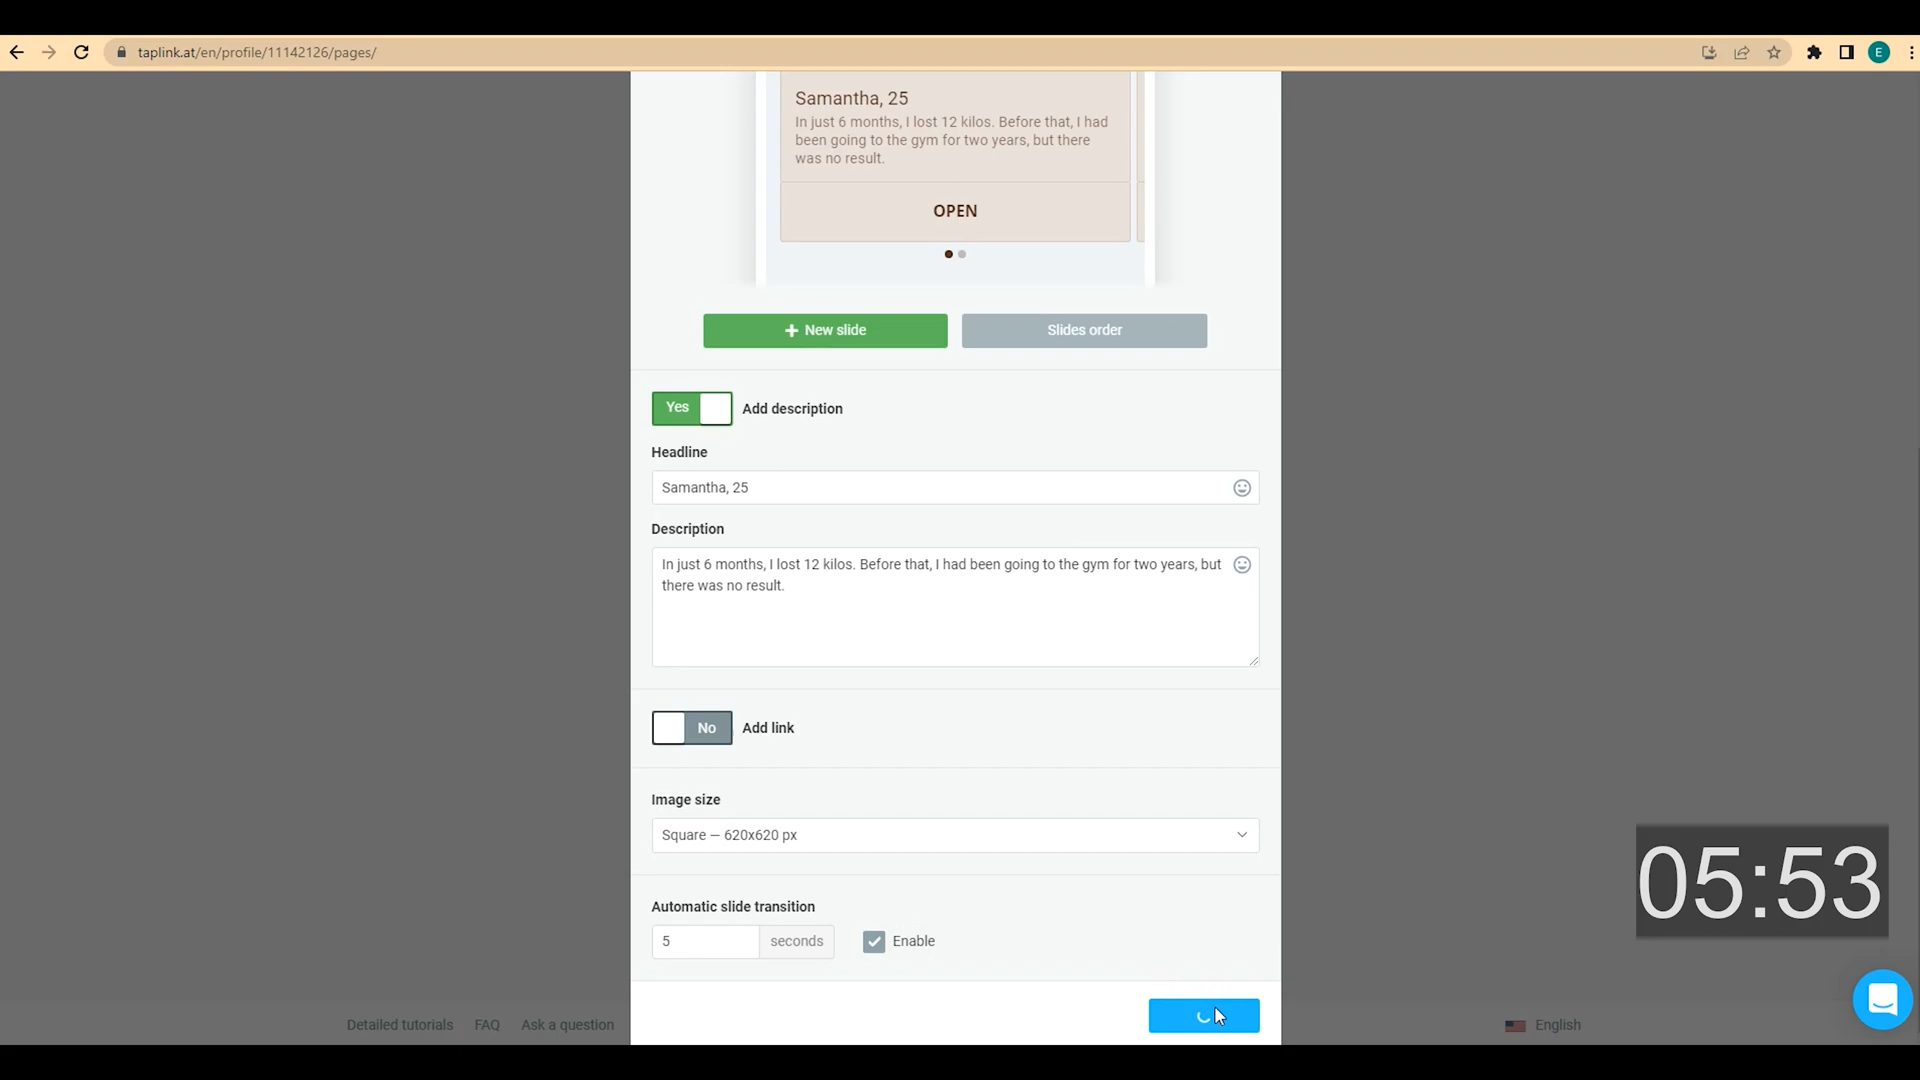 taplink.at/en/profile/11142126/pages/
E
Samantha, 25
In just 6 months, I lost 12 kilos. Before that, I had
been going to the gym for two years, but there
was no result.
OPEN
+ New slide
Slides order
Yes
Add description
Headline
Samantha, 25
Description
In just 6 months, I lost 12 kilos. Before that, I had been going to the gym for two years, but
there was no result.
No
Add link
Image size
Square — 620x620 px
Automatic slide transition
5
seconds
Enable
05:53
Detailed tutorials
FAQ
Ask a question
English